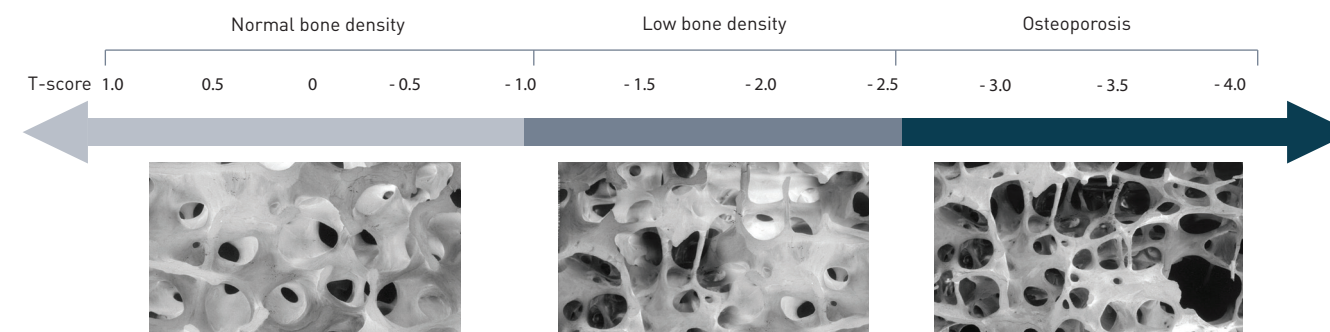 Normal bone density Low bone density Osteoporosis
T-score 1.0 0.5 0 - 0.5 - 1.0 - 1.5 - 2.0 - 2.5 - 3.0 - 3.5 - 4.0